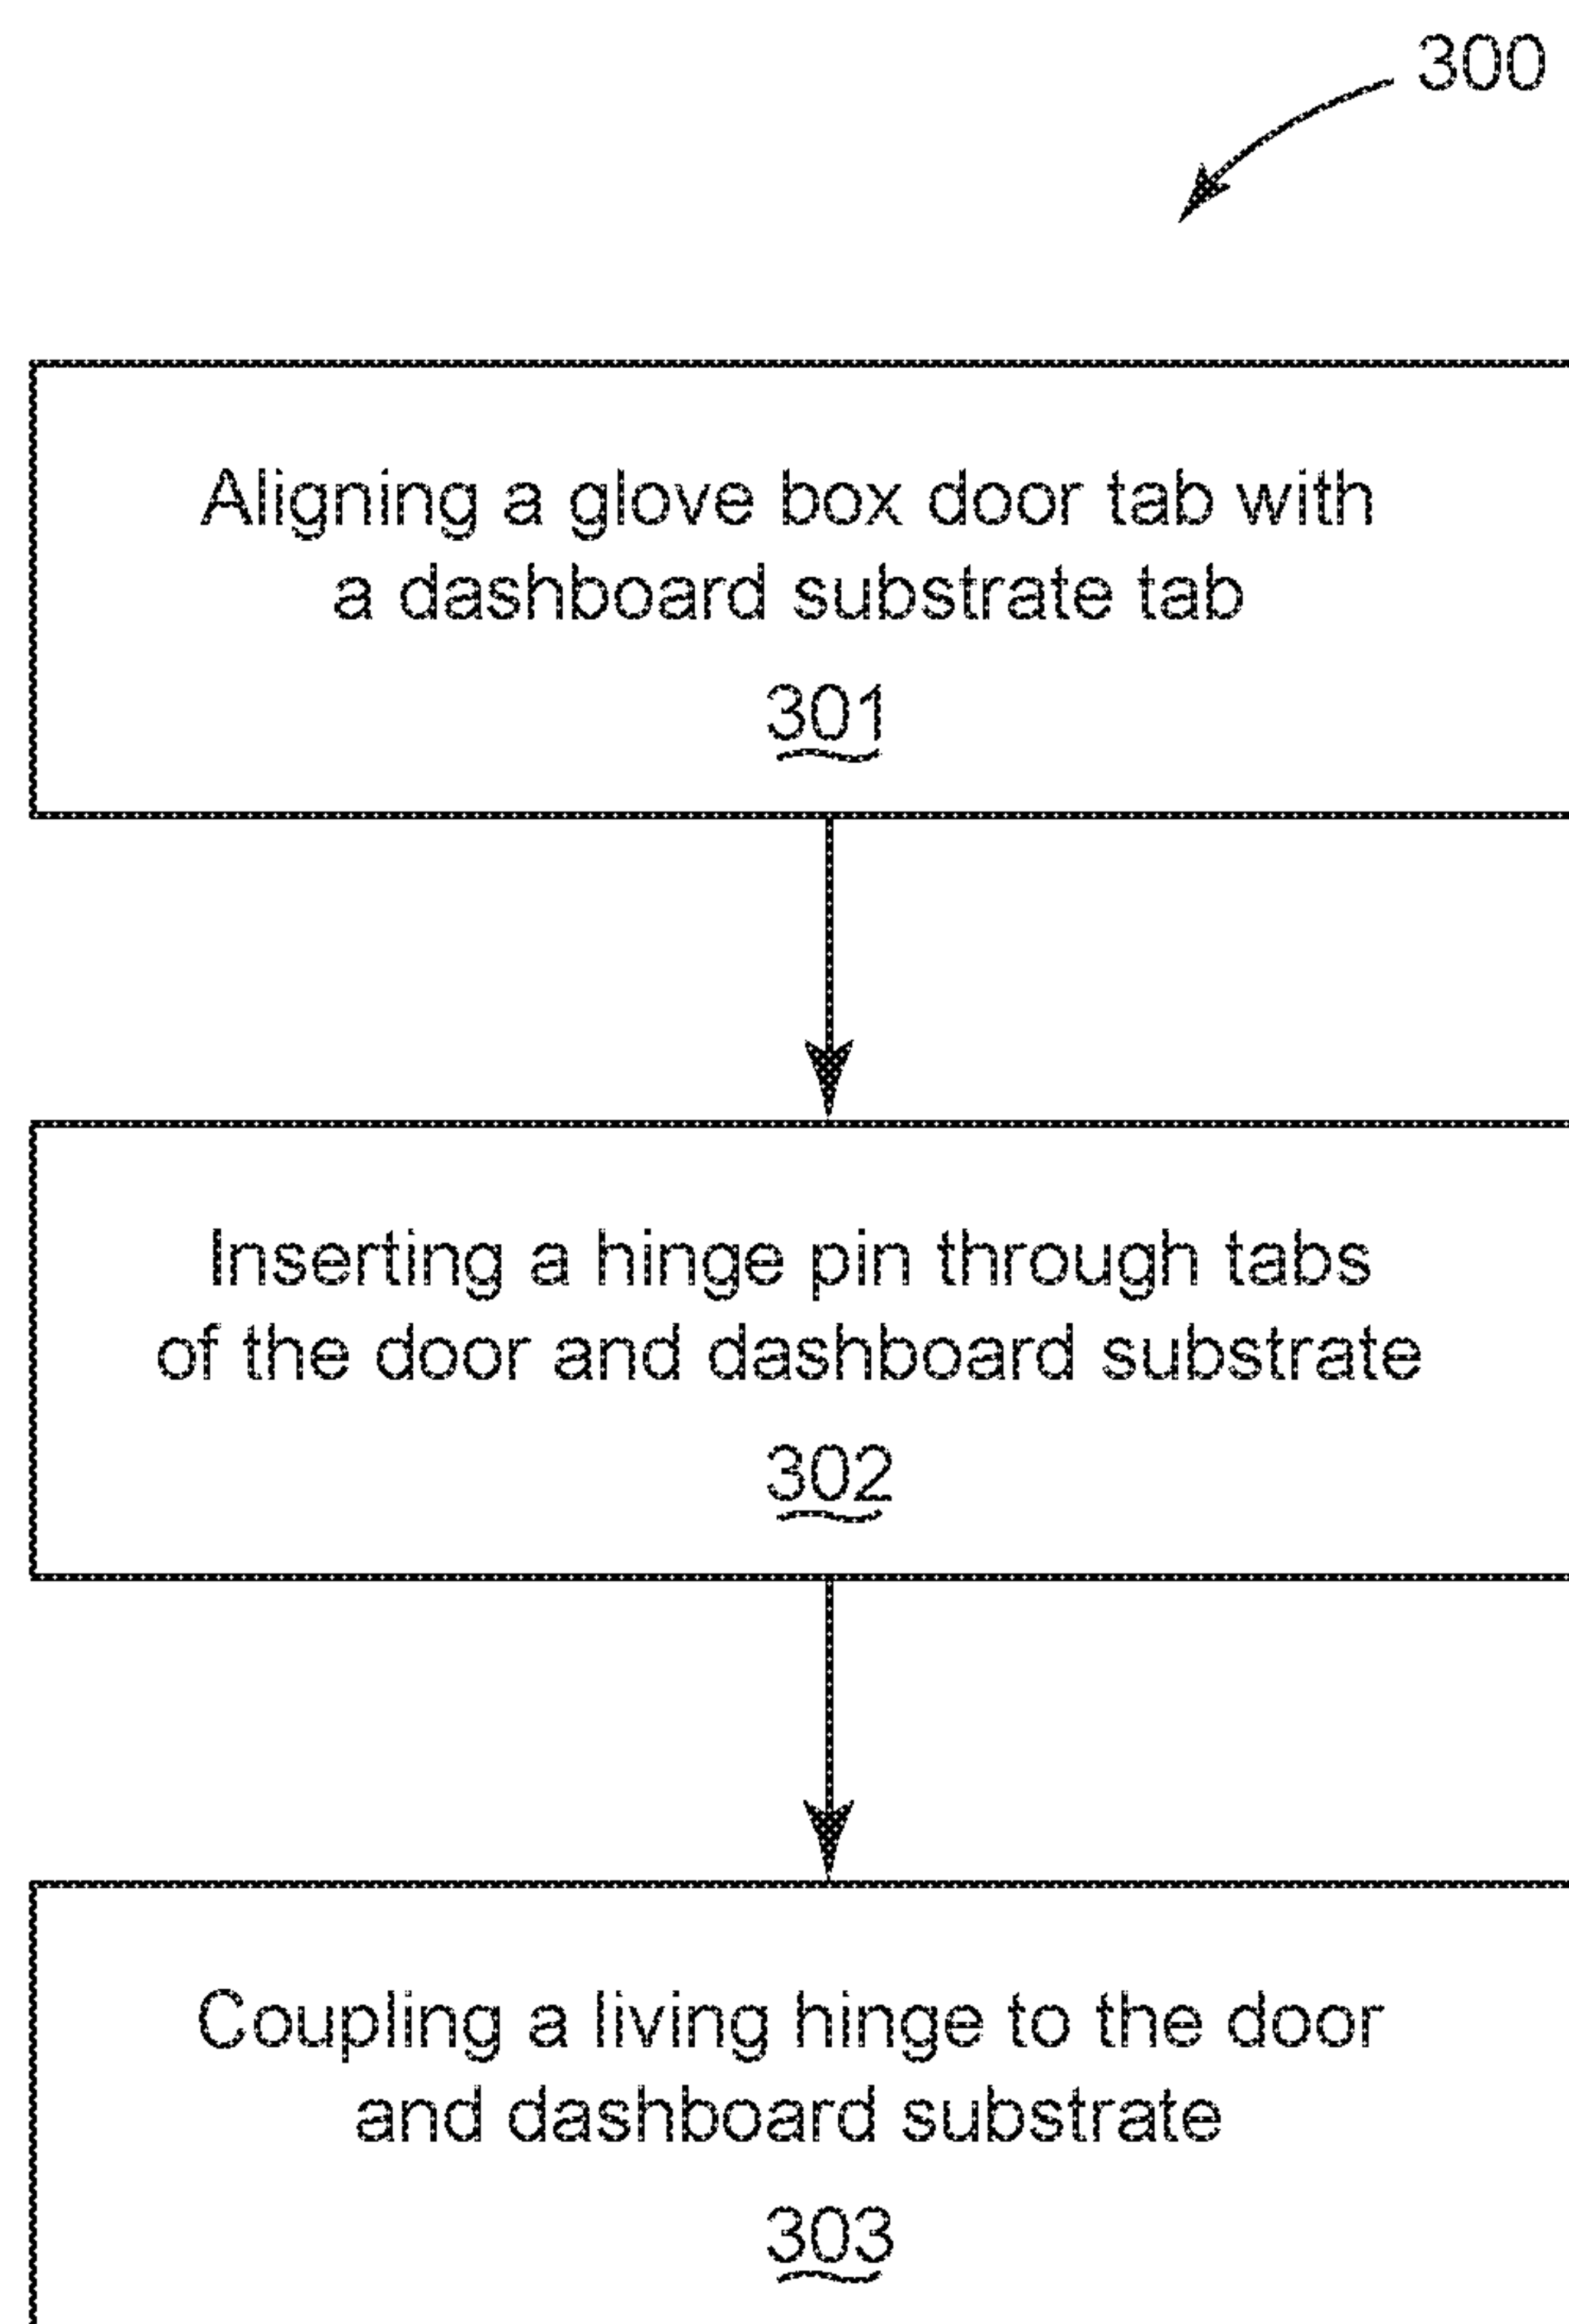 300
Aligning a glove box door tab with
a dashboard substrate tab
301
Inserting a hinge pin through tabs
of the door and dashboard substrate
302
Coupling a living hinge to the door
and dashboard substrate
303